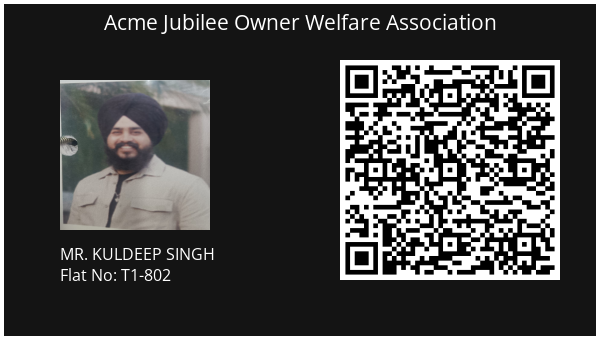 Acme Jubilee Owner Welfare Association
MR. KULDEEP SINGH
Flat No: T1-802